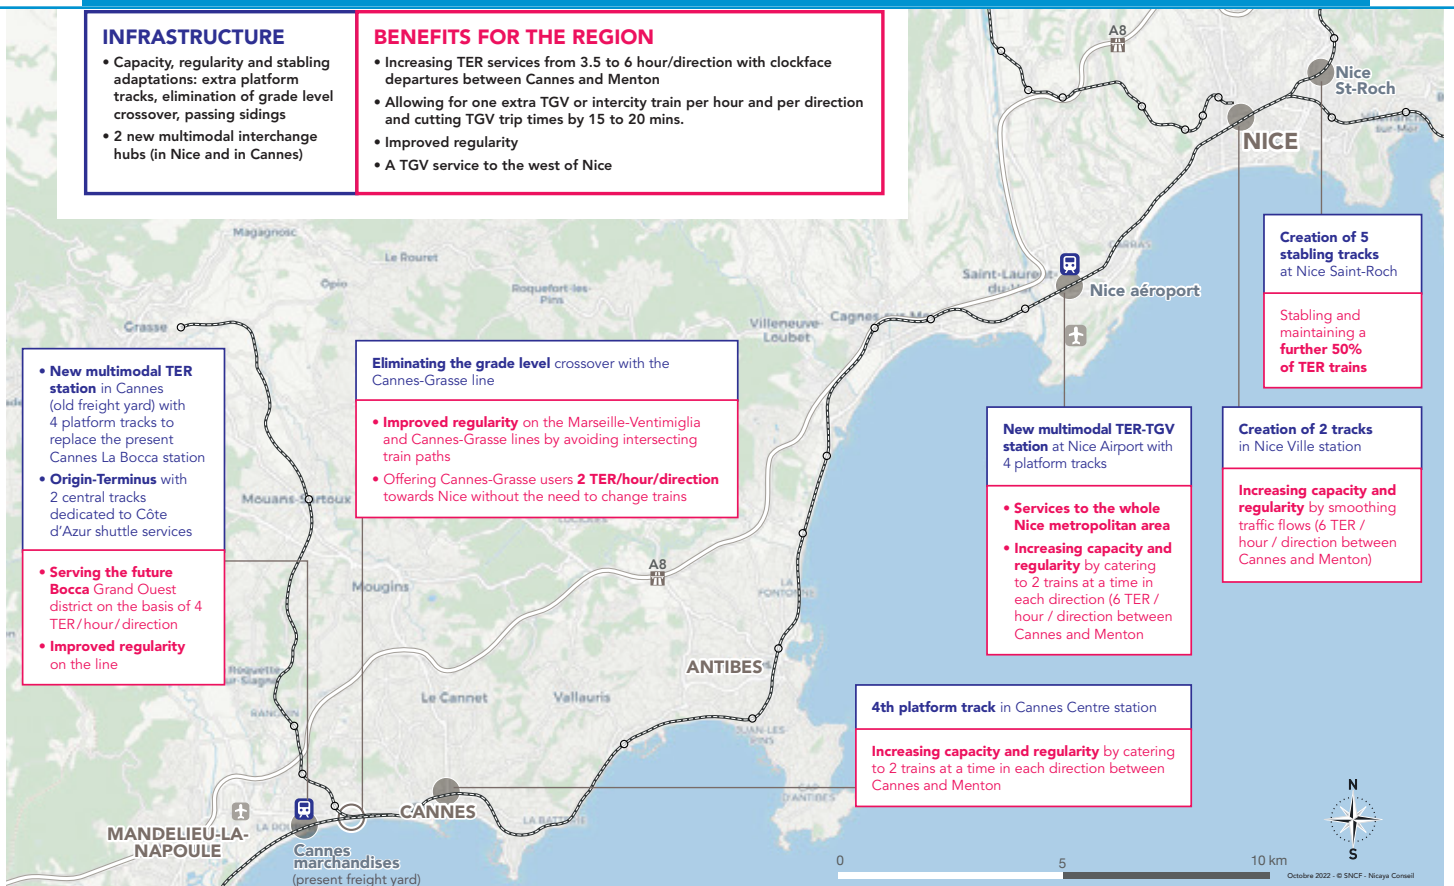 INFRASTRUCTURE
• Capacity, regularity and stabling
adaptations: extra platform
tracks, elimination of grade level
crossover, passing sidings
• 2 new multimodal interchange
hubs (in Nice and in Cannes)
BENEFITS FOR THE REGION
• Increasing TER services from 3.5 to 6 hour/direction with clockface
departures between Cannes and Menton
• Allowing for one extra TGV or intercity train per hour and per direction
and cutting TGV trip times by 15 to 20 mins.
• Improved regularity
• A TGV service to the west of Nice
A8
Nice
St-Roch
NICE
Magagnosc
Le Rouret
Opio
Roquefort-les-
Pins
Grasse
Villeneuve-
Loubet
Saint-Laurent-
Nice aéroport
Creation of 5
stabling tracks
at Nice Saint-Roch
Stabling and
maintaining a
further 50%
of TER trains
• New multimodal TER
station in Cannes
(old freight yard) with
4 platform tracks to
replace the present
Cannes La Bocca station
• Origin-Terminus with
2 central tracks
dedicated to Côte
d'Azur shuttle services
• Serving the future
Bocca Grand Ouest
district on the basis of 4
TER/hour/direction
• Improved regularity
on the line
Eliminating the grade level crossover with the
Cannes-Grasse line
• Improved regularity on the Marseille-Ventimiglia
and Cannes-Grasse lines by avoiding intersecting
train paths
• Offering Cannes-Grasse users 2 TER/hour/direction
towards Nice without the need to change trains
New multimodal TER-TGV
station at Nice Airport with
4 platform tracks
• Services to the whole
Nice metropolitan area
• Increasing capacity and
regularity by catering
to 2 trains at a time in
each direction (6 TER /
hour / direction between
Cannes and Menton
Creation of 2 tracks
in Nice Ville station
Increasing capacity and
regularity by smoothing
traffic flows (6 TER /
hour / direction between
Cannes and Menton)
Mouans-Sartoux
A8
Mougins
LA
FONTONNE
ANTIBES
Le Cannet
Vallauris
JUAN-LES-
PINS
CAP
D'ANTIBES
4th platform track in Cannes Centre station
Increasing capacity and regularity by catering
to 2 trains at a time in each direction between
Cannes and Menton
CANNES
MANDELIEU-LA-
NAPOULE
Cannes
marchandises
(present freight yard)
N
S
0
5
10 km
Octobre 2022 - © SNCF - Nicaya Conseil